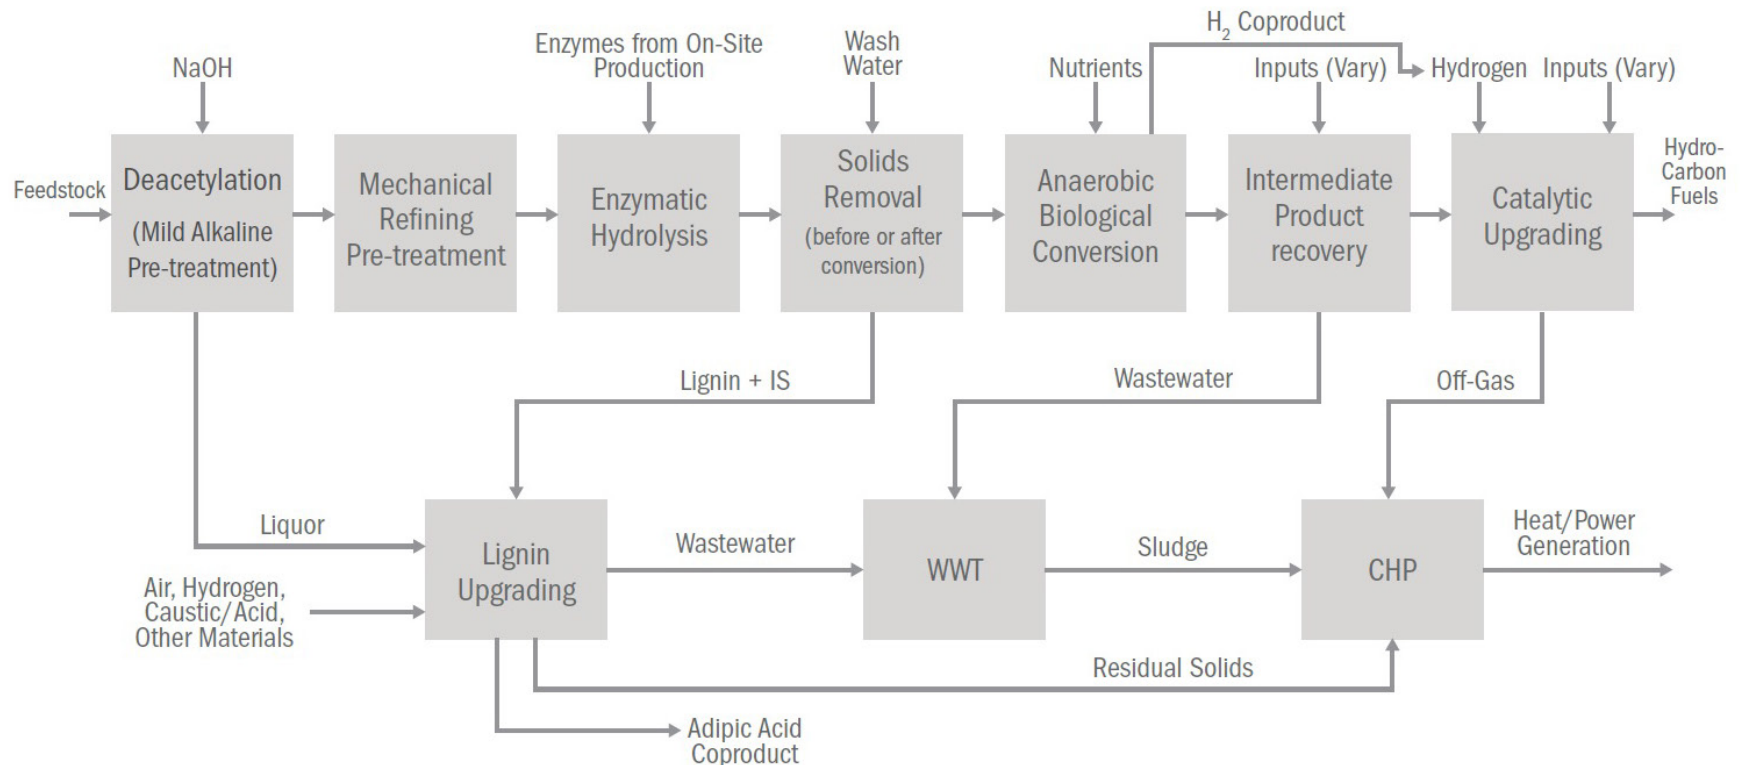 H2 Coproduct
NaOH
Enzymes from On-Site
Production
Wash
Water
Nutrients
Inputs (Vary)
Hydrogen
Inputs (Vary)
Feedstock
Deacetylation
(Mild Alkaline
Pre-treatment)
Mechanical
Refining
Pre-treatment
Enzymatic
Hydrolysis
Solids
Removal
(before or after
conversion)
Anaerobic
Biological
Conversion
Intermediate
Product
recovery
Catalytic
Upgrading
Hydro-
Carbon
Fuels
Lignin + IS
Wastewater
Off-Gas
Liquor
Air, Hydrogen,
Caustic/Acid,
Other Materials
Lignin
Upgrading
Wastewater
WWT
Sludge
CHP
Heat/Power
Generation
Residual Solids
Adipic Acid
Coproduct